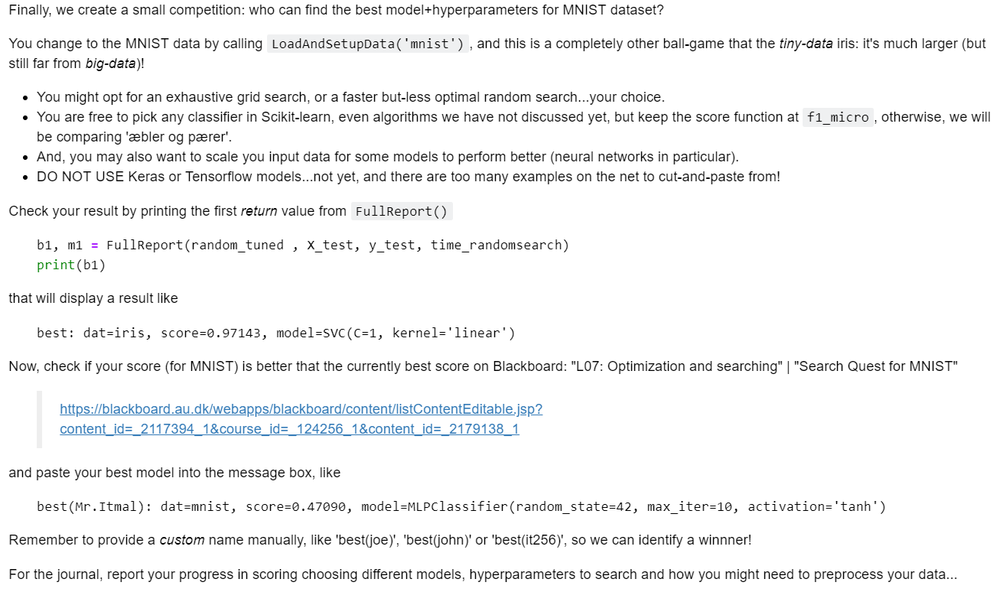 Finally, we create a small competition: who can find the best model+hyperparameters for MNIST dataset?
You change to the MNIST data by calling LoadAndSetupData('mnist') , and this is a completely other ball-game that the tiny-data iris: it's much larger (but
still far from big-data)!
• You might opt for an exhaustive grid search, or a faster but-less optimal random search...your choice.
• You are free to pick any classifier in Scikit-learn, even algorithms we have not discussed yet, but keep the score function at f1_micro , otherwise, we will
be comparing 'æbler og pærer'.
• And, you may also want to scale you input data for some models to perform better (neural networks in particular).
• DO NOT USE Keras or Tensorflow models...not yet, and there are too many examples on the net to cut-and-paste from!
Check your result by printing the first return value from FullReport()
b1, m1 = FullReport(random_tuned , X_test, y_test, time_randomsearch)
print(b1)
that will display a result like
best: dat=iris, score=0.97143, model=SVC(C=1, kernel='linear')
Now, check if your score (for MNIST) is better that the currently best score on Blackboard: "L07: Optimization and searching" | "Search Quest for MNIST"
https://blackboard.au.dk/webapps/blackboard/content/listContentEditable.jsp?
content_id=_2117394_1&course_id=_124256_1&content_id=_2179138_1
and paste your best model into the message box, like
best(Mr.Itmal): dat=mnist, score=0.47090, model=MLPClassifier(random_state=42, max_iter=10, activation='tanh')
Remember to provide a custom name manually, like 'best(joe)', 'best(john)' or 'best(it256)', so we can identify a winnner!
For the journal, report your progress in scoring choosing different models, hyperparameters to search and how you might need to preprocess your data...